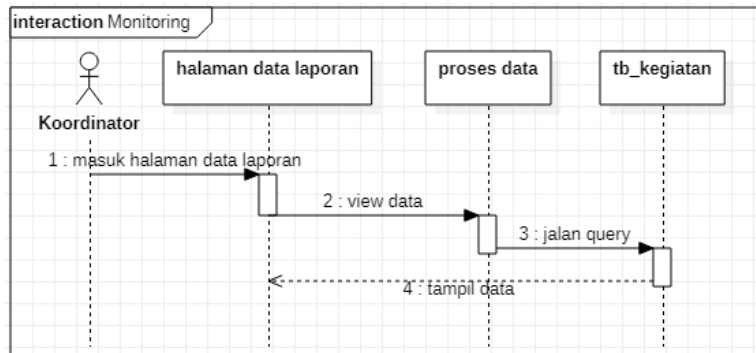 interaction Monitoring
halaman data laporan
proses data
tb_kegiatan
Koordinator
1 : masuk halaman data laporan
2 : view data
3 : jalan query
4 : tampil data